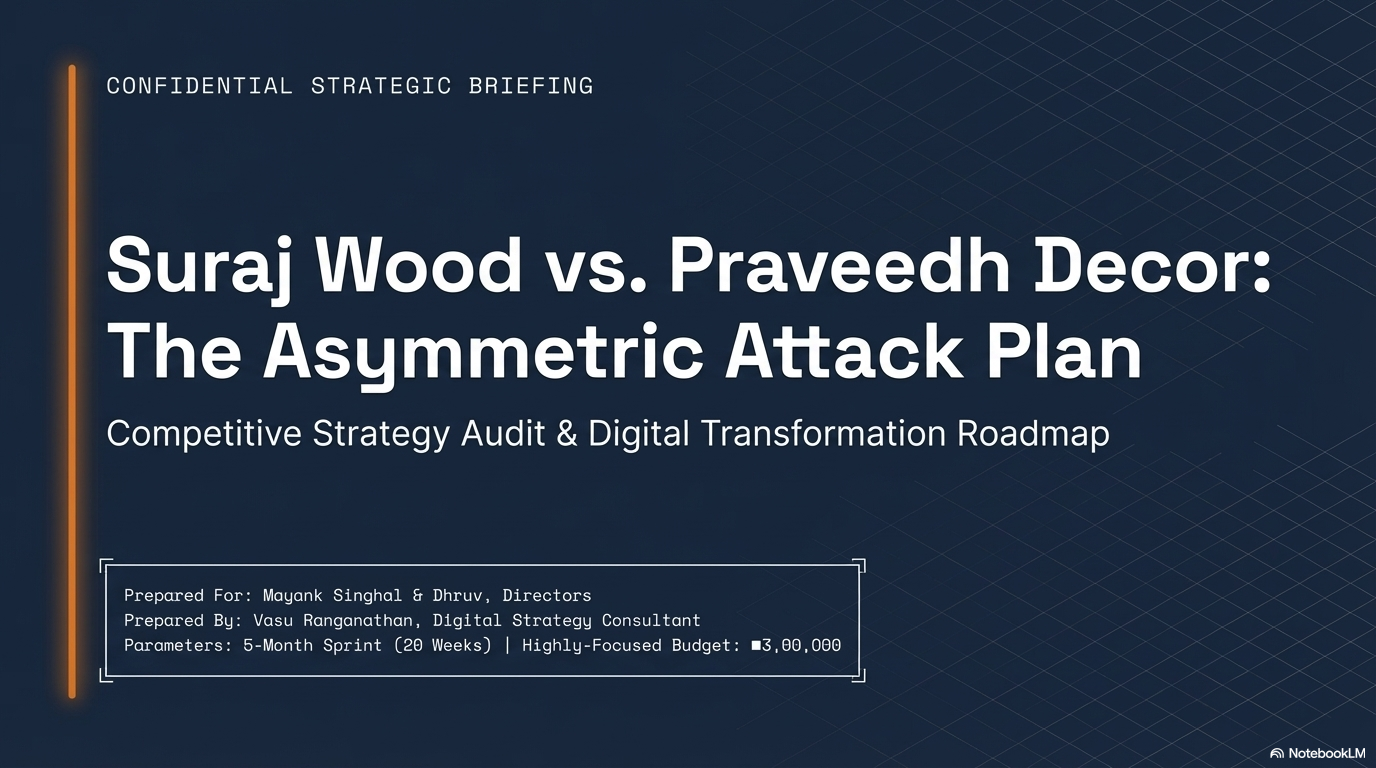 CONFIDENTIAL STRATEGIC BRIEFING
Suraj Wood vs. Praveedh Decor:
The Asymmetric Attack Plan
Competitive Strategy Audit & Digital Transformation Roadmap
Prepared For: Mayank Singhal & Dhruv, Directors
Prepared By: Vasu Ranganathan, Digital Strategy Consultant
Parameters: 5-Month Sprint (20 Weeks) | Highly-Focused Budget: ■3,00,000
NotebookLM